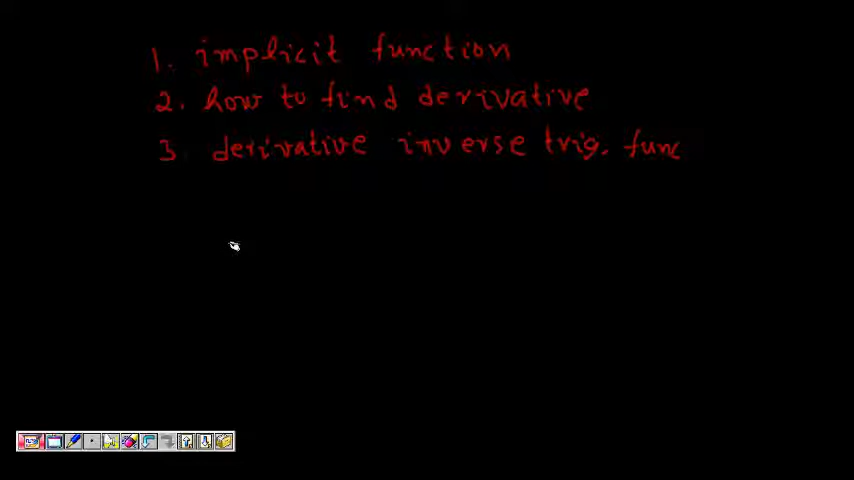 1. implicit function
2. how to find derivative
3. derivative inverse trig. func